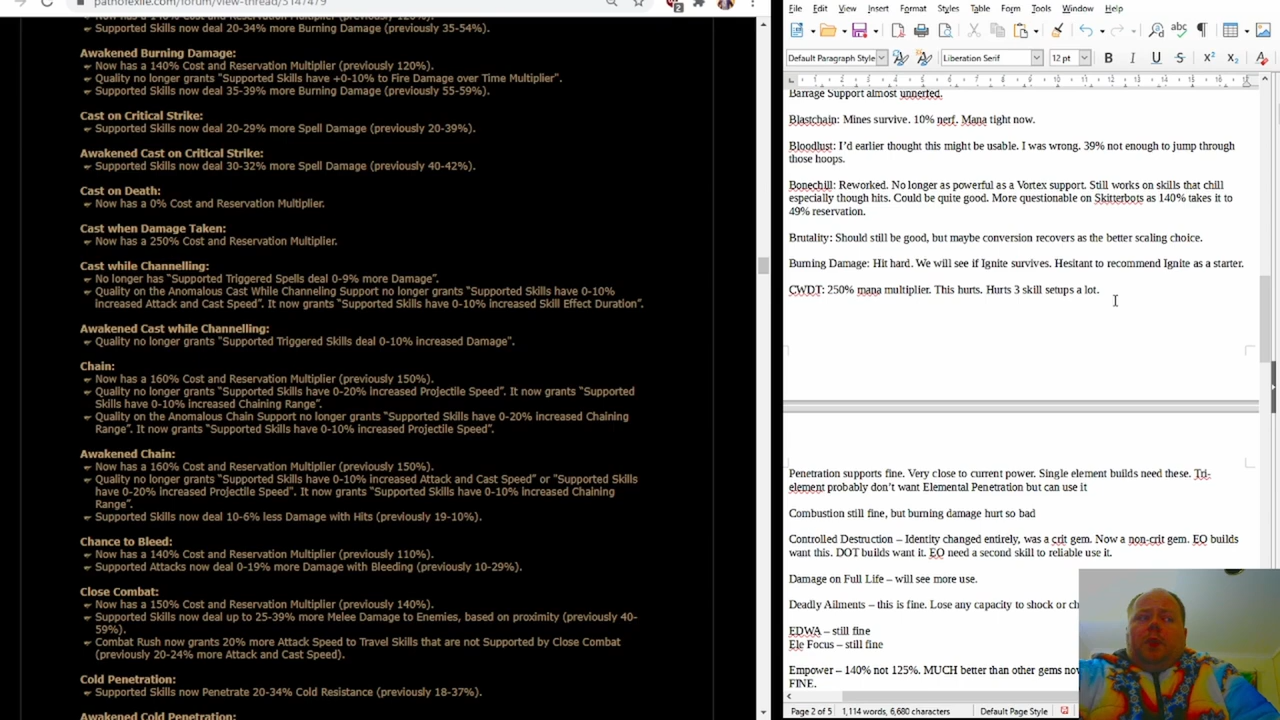 pathofexile.com/forum/view-thread/3147479
Supported Skills now deal 20-34% more Burning Damage (previously 35-54%).
Awakened Burning Damage:
Now has a 140% Cost and Reservation Multiplier (previously 120%).
Quality no longer grants "Supported Skills have +0-10% to Fire Damage over Time Multiplier".
Supported Skills now deal 35-39% more Burning Damage (previously 55-59%).
Cast on Critical Strike:
Supported Skills now deal 20-29% more Spell Damage (previously 20-39%).
Awakened Cast on Critical Strike:
Supported Skills now deal 30-32% more Spell Damage (previously 40-42%).
Cast on Death:
Now has a 0% Cost and Reservation Multiplier.
Cast when Damage Taken:
Now has a 250% Cost and Reservation Multiplier.
Cast while Channelling:
No longer has "Supported Triggered Spells deal 0-9% more Damage".
Quality on the Anomalous Cast While Channeling Support no longer grants "Supported Skills have 0-10%
increased Attack and Cast Speed". It now grants "Supported Skills have 0-10% increased Skill Effect Duration".
Awakened Cast while Channelling:
Quality no longer grants "Supported Triggered Skills deal 0-10% increased Damage".
Chain:
Now has a 160% Cost and Reservation Multiplier (previously 150%).
Quality no longer grants "Supported Skills have 0-20% increased Projectile Speed". It now grants "Supported
Skills have 0-10% increased Chaining Range".
Quality on the Anomalous Chain Support no longer grants "Supported Skills have 0-20% increased Chaining
Range". It now grants "Supported Skills have 0-10% increased Projectile Speed".
Awakened Chain:
Now has a 160% Cost and Reservation Multiplier (previously 150%).
Quality no longer grants "Supported Skills have 0-10% increased Attack and Cast Speed" or "Supported Skills
have 0-20% increased Projectile Speed". It now grants "Supported Skills have 0-10% increased Chaining
Range".
Supported Skills now deal 10-6% less Damage with Hits (previously 19-10%).
Chance to Bleed:
Now has a 140% Cost and Reservation Multiplier (previously 110%).
Supported Attacks now deal 0-19% more Damage with Bleeding (previously 10-29%).
Close Combat:
Now has a 150% Cost and Reservation Multiplier (previously 140%).
Supported Skills now deal up to 25-39% more Melee Damage to Enemies, based on proximity (previously 40-
59%).
Combat Rush now grants 20% more Attack Speed to Travel Skills that are not Supported by Close Combat
(previously 20-24% more Attack and Cast Speed).
Cold Penetration:
Supported Skills now Penetrate 20-34% Cold Resistance (previously 18-37%).
Awakened Cold Penetration:
File Edit View Insert Format Styles Table Form Tools Window Help
Default Paragraph Style Liberation Serif 12 pt
Barrage Support almost unnerfed.
Blastchain: Mines survive. 10% nerf. Mana tight now.
Bloodlust: I'd earlier thought this might be usable. I was wrong. 39% not enough to jump through
those hoops.
Bonechill: Reworked. No longer as powerful as a Vortex support. Still works on skills that chill
especially though hits. Could be quite good. More questionable on Skitterbots as 140% takes it to
49% reservation.
Brutality: Should still be good, but maybe conversion recovers as the better scaling choice.
Burning Damage: Hit hard. We will see if Ignite survives. Hesitant to recommend Ignite as a starter.
CWDT: 250% mana multiplier. This hurts. Hurts 3 skill setups a lot.
Penetration supports fine. Very close to current power. Single element builds need these. Tri-
element probably don't want Elemental Penetration but can use it
Combustion still fine, but burning damage hurt so bad
Controlled Destruction – Identity changed entirely, was a crit gem. Now a non-crit gem. EO builds
want this. DOT builds want it. EO need a second skill to reliable use it.
Damage on Full Life – will see more use.
Deadly Ailments – this is fine. Lose any capacity to shock or
EDWA – still fine
Ele Focus – still fine
Empower – 140% not 125%. MUCH better than other gems
FINE.
Page 2 of 5 1,114 words, 6,680 characters Default Page Style